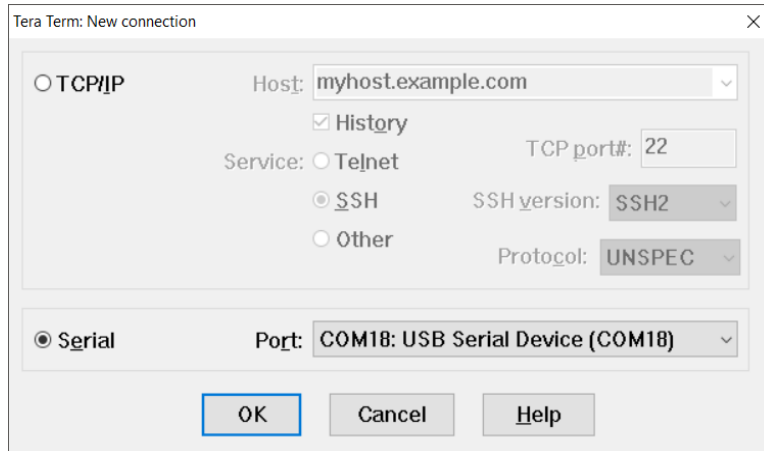 Tera Term: New connection
TCP/IP
Host: myhost.example.com
History
Service: Telnet
TCP port#: 22
SSH
SSH version: SSH2
Other
Protocol: UNSPEC
Serial
Port: COM18: USB Serial Device (COM18)
OK Cancel Help